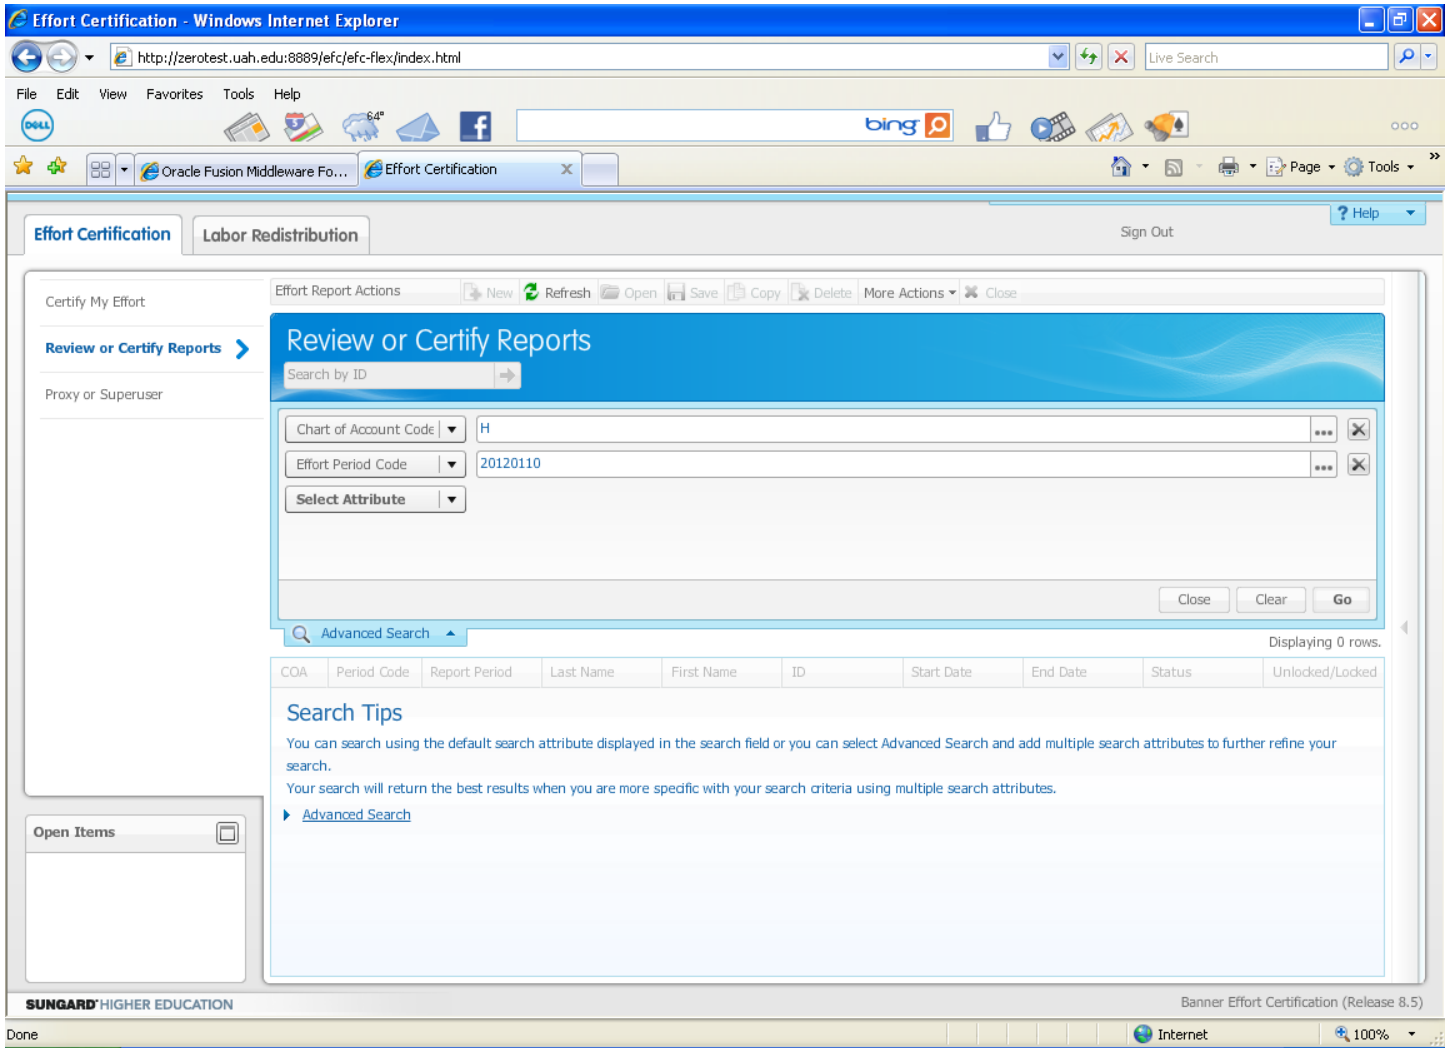 Effort Certification - Windows Internet Explorer
http://zerotest.uah.edu:8889/efc/efc-flex/index.html
Live Search
File Edit View Favorites Tools Help
DELL
64°
bing
Oracle Fusion Middleware Fo...
Effort Certification
Page
Tools
Effort Certification
Labor Redistribution
Sign Out
? Help
Certify My Effort
Review or Certify Reports
Proxy or Superuser
Effort Report Actions
New Refresh Open Save Copy Delete More Actions Close
Review or Certify Reports
Search by ID
Chart of Account Code H
Effort Period Code 20120110
Select Attribute
Close Clear Go
Advanced Search
Displaying 0 rows.
COA Period Code Report Period Last Name First Name ID Start Date End Date Status Unlocked/Locked
Search Tips
You can search using the default search attribute displayed in the search field or you can select Advanced Search and add multiple search attributes to further refine your
search.
Your search will return the best results when you are more specific with your search criteria using multiple search attributes.
Advanced Search
Open Items
SUNGARD HIGHER EDUCATION
Banner Effort Certification (Release 8.5)
Done
Internet
100%